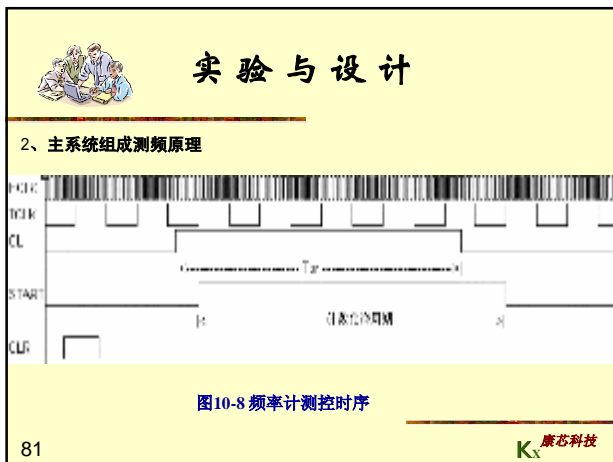 实验与设计
2、主系统组成测频原理
TCLK
CL
START
CLR
图10-8 频率计测控时序
81
KX 康芯科技